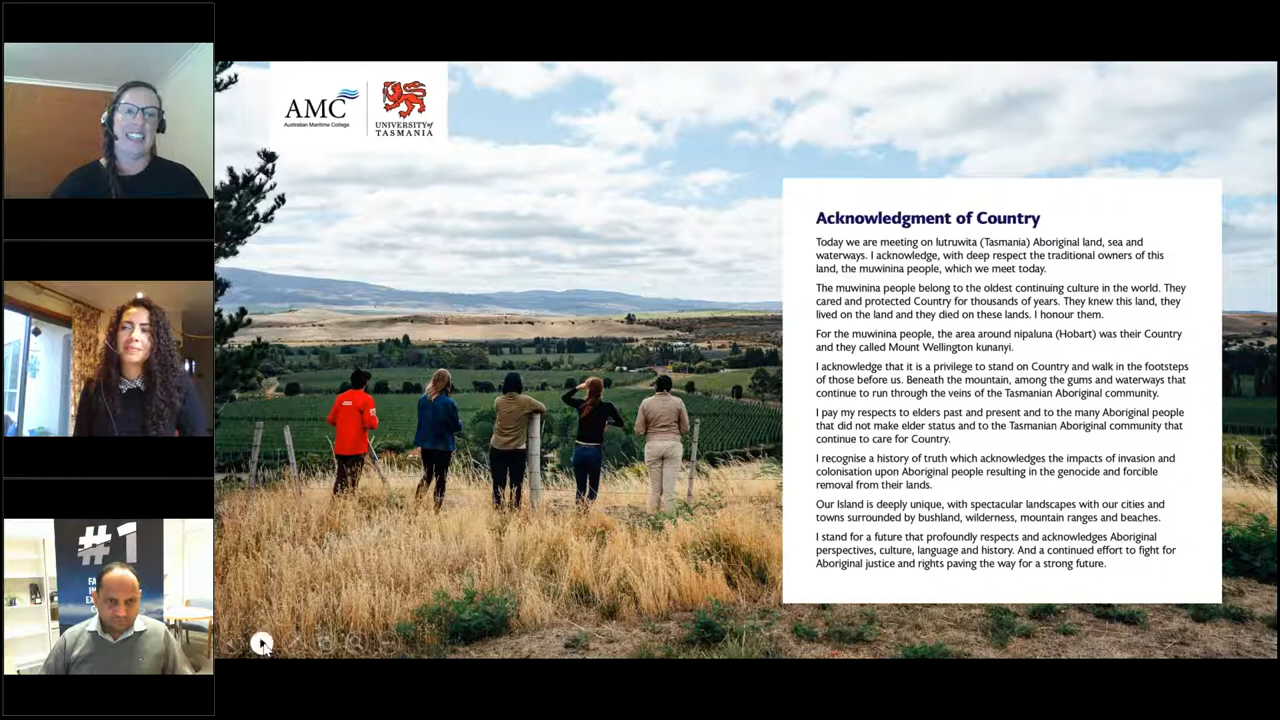 AMC
Australian Maritime College
UNIVERSITY of
TASMANIA
Acknowledgment of Country
Today we are meeting on lutruwita (Tasmania) Aboriginal land, sea and
waterways. I acknowledge, with deep respect the traditional owners of this
land, the muwinina people, which we meet today.
The muwinina people belong to the oldest continuing culture in the world. They
cared and protected Country for thousands of years. They knew this land, they
lived on the land and they died on these lands. I honour them.
For the muwinina people, the area around nipaluna (Hobart) was their Country
and they called Mount Wellington kunanyi.
I acknowledge that it is a privilege to stand on Country and walk in the footsteps
of those before us. Beneath the mountain, among the gums and waterways that
continue to run through the veins of the Tasmanian Aboriginal community.
I pay my respects to elders past and present and to the many Aboriginal people
that did not make elder status and to the Tasmanian Aboriginal community that
continue to care for Country.
I recognise a history of truth which acknowledges the impacts of invasion and
colonisation upon Aboriginal people resulting in the genocide and forcible
removal from their lands.
Our Island is deeply unique, with spectacular landscapes with our cities and
towns surrounded by bushland, wilderness, mountain ranges and beaches.
I stand for a future that profoundly respects and acknowledges Aboriginal
perspectives, culture, language and history. And a continued effort to fight for
Aboriginal justice and rights paving the way for a strong future.
#1